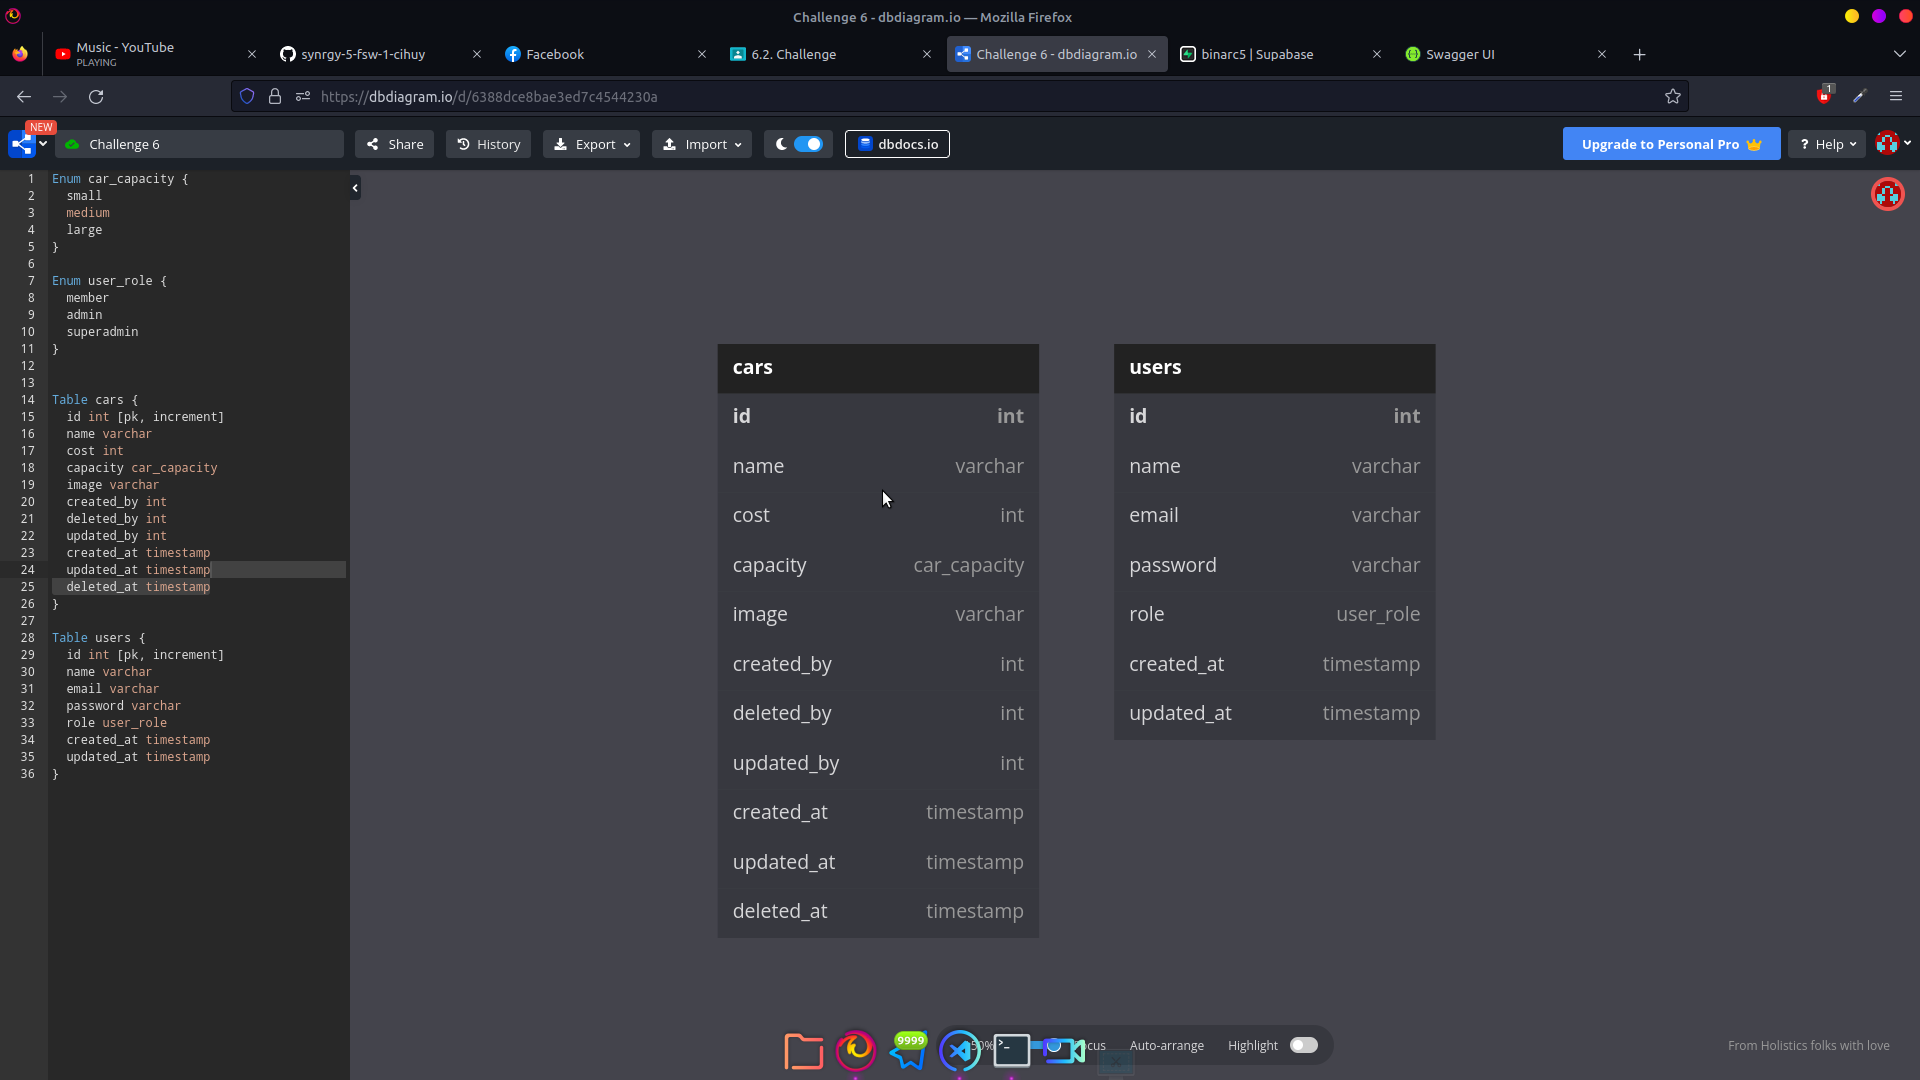 Challenge 6 - dbdiagram.io — Mozilla Firefox
Music - YouTube
PLAYING
synrgy-5-fsw-1-cihuy
Facebook
6.2. Challenge
Challenge 6 - dbdiagram.io
binarc5 | Supabase
Swagger UI
https://dbdiagram.io/d/6388dce8bae3ed7c4544230a
1
NEW
Challenge 6
Share
History
Export
Import
dbdocs.io
Upgrade to Personal Pro
? Help
1 Enum car_capacity {
2 small
3 medium
4 large
5 }
6
7 Enum user_role {
8 member
9 admin
10 superadmin
11 }
12
13
14 Table cars {
15 id int [pk, increment]
16 name varchar
17 cost int
18 capacity car_capacity
19 image varchar
20 created_by int
21 deleted_by int
22 updated_by int
23 created_at timestamp
24 updated_at timestamp
25 deleted_at timestamp
26 }
27
28 Table users {
29 id int [pk, increment]
30 name varchar
31 email varchar
32 password varchar
33 role user_role
34 created_at timestamp
35 updated_at timestamp
36 }
cars
id int
name varchar
cost int
capacity car_capacity
image varchar
created_by int
deleted_by int
updated_by int
created_at timestamp
updated_at timestamp
deleted_at timestamp
users
id int
name varchar
email varchar
password varchar
role user_role
created_at timestamp
updated_at timestamp
9999
Auto-arrange
Highlight
From Holistics folks with love